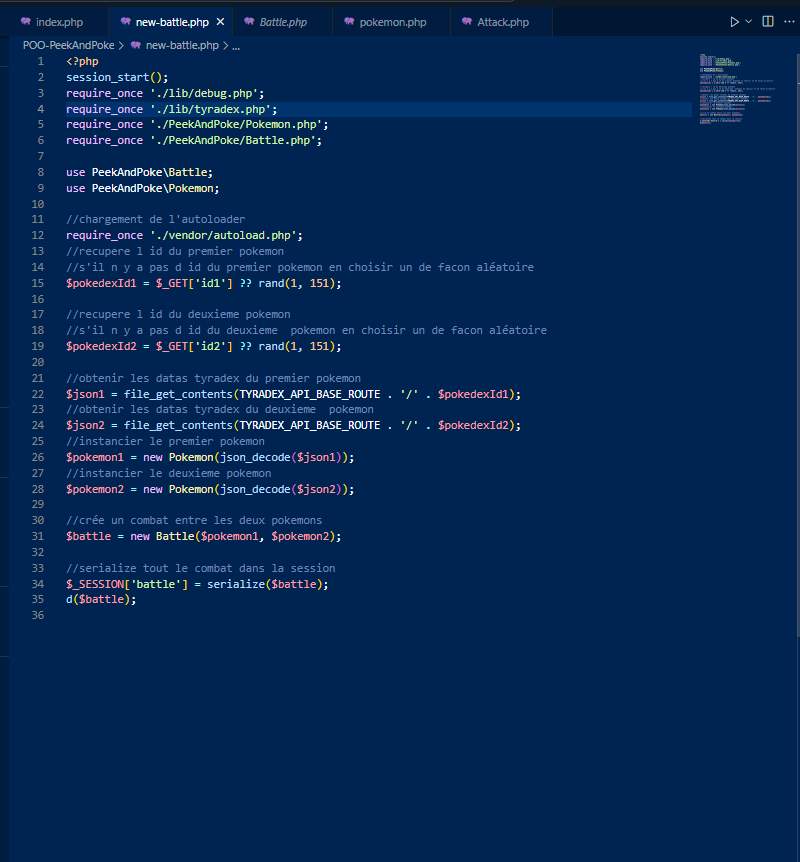 index.php new-battle.php Battle.php pokemon.php Attack.php
POO-PeekAndPoke > new-battle.php > ...
1 <?php
2 session_start();
3 require_once './lib/debug.php';
4 require_once './lib/tyradex.php';
5 require_once './PeekAndPoke/Pokemon.php';
6 require_once './PeekAndPoke/Battle.php';
7
8 use PeekAndPoke\Battle;
9 use PeekAndPoke\Pokemon;
10
11 //chargement de l'autoloader
12 require_once './vendor/autoload.php';
13 //recupere l id du premier pokemon
14 //s'il n y a pas d id du premier pokemon en choisir un de facon aléatoire
15 $pokedexId1 = $_GET['id1'] ?? rand(1, 151);
16
17 //recupere l id du deuxieme pokemon
18 //s'il n y a pas d id du deuxieme  pokemon en choisir un de facon aléatoire
19 $pokedexId2 = $_GET['id2'] ?? rand(1, 151);
20
21 //obtenir les datas tyradex du premier pokemon
22 $json1 = file_get_contents(TYRADEX_API_BASE_ROUTE . '/' . $pokedexId1);
23 //obtenir les datas tyradex du deuxieme  pokemon
24 $json2 = file_get_contents(TYRADEX_API_BASE_ROUTE . '/' . $pokedexId2);
25 //instancier le premier pokemon
26 $pokemon1 = new Pokemon(json_decode($json1));
27 //instancier le deuxieme pokemon
28 $pokemon2 = new Pokemon(json_decode($json2));
29
30 //crée un combat entre les deux pokemons
31 $battle = new Battle($pokemon1, $pokemon2);
32
33 //serialize tout le combat dans la session
34 $_SESSION['battle'] = serialize($battle);
35 d($battle);
36